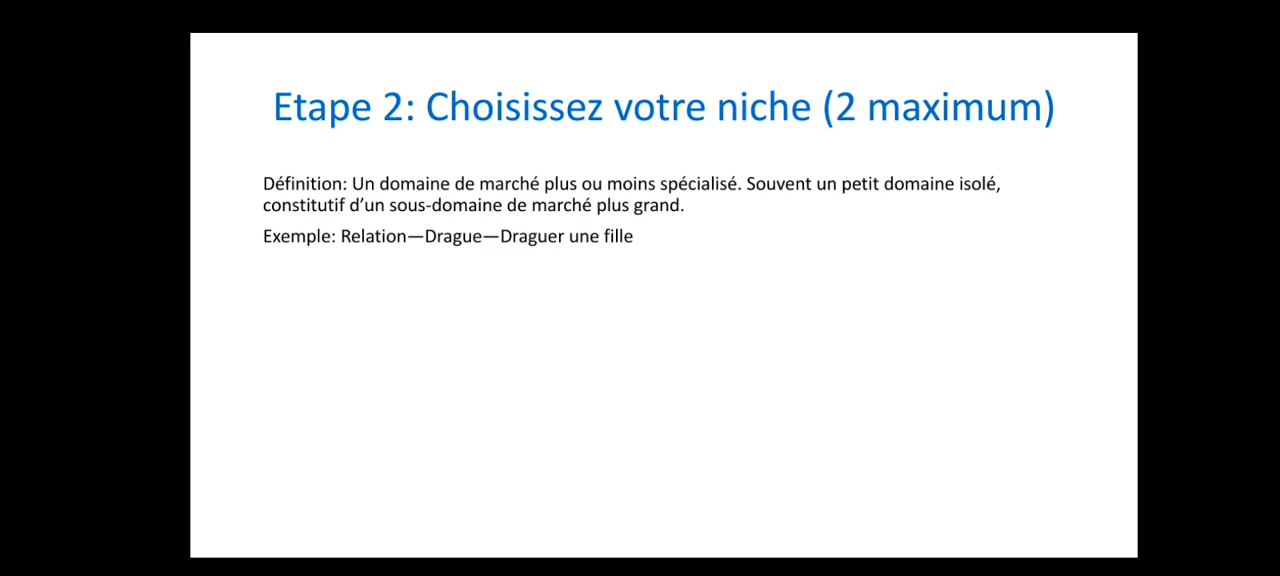 Etape 2: Choisissez votre niche (2 maximum)
Définition: Un domaine de marché plus ou moins spécialisé. Souvent un petit domaine isolé,
constitutif d’un sous-domaine de marché plus grand.
Exemple: Relation—Drague—Draguer une fille